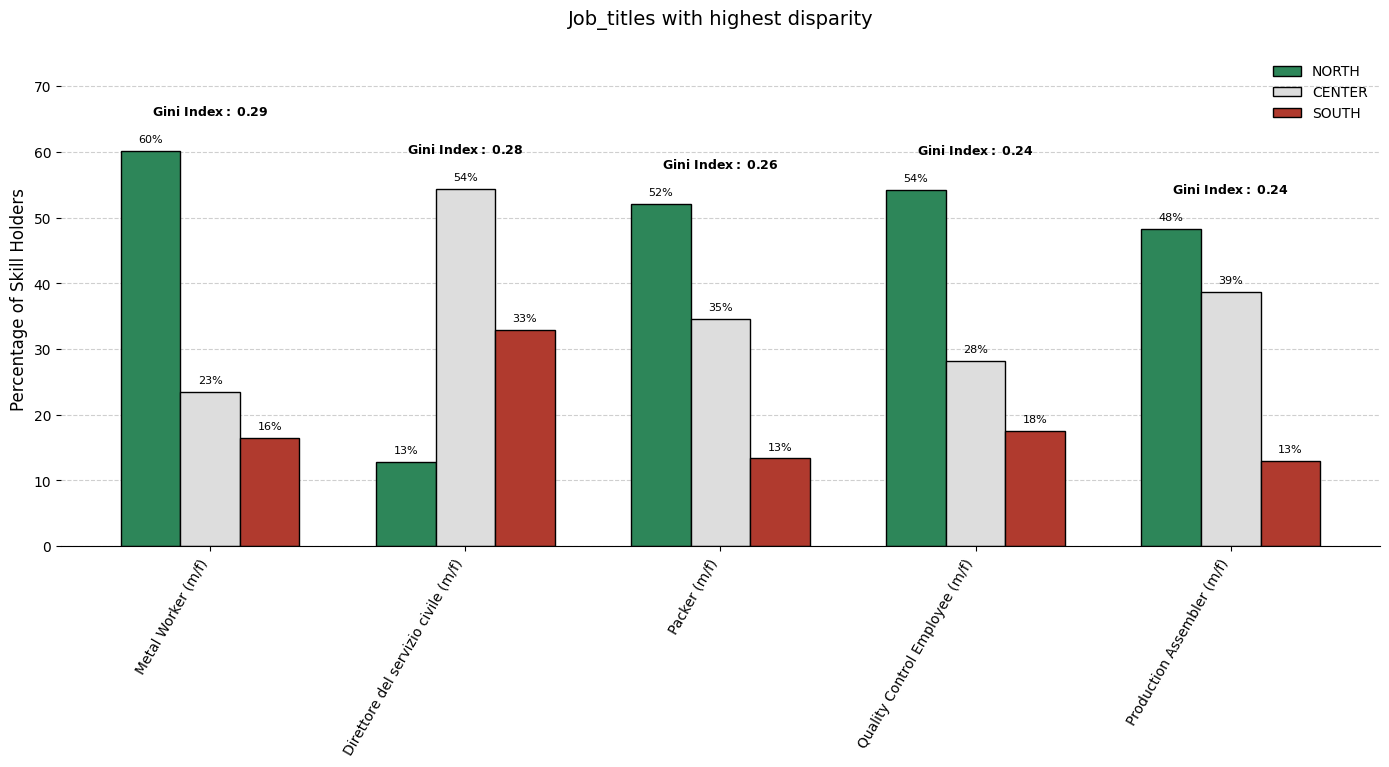 Job_titles with highest disparity
NORTH
CENTER
SOUTH
Percentage of Skill Holders
70
60
50
40
30
20
10
0
Gini Index: 0.29
60%
23%
16%
Gini Index: 0.28
13%
54%
33%
Gini Index: 0.26
52%
35%
13%
Gini Index: 0.24
54%
28%
18%
Gini Index: 0.24
48%
39%
13%
Metal Worker (m/f)
Direttore del servizio civile (m/f)
Packer (m/f)
Quality Control Employee (m/f)
Production Assembler (m/f)